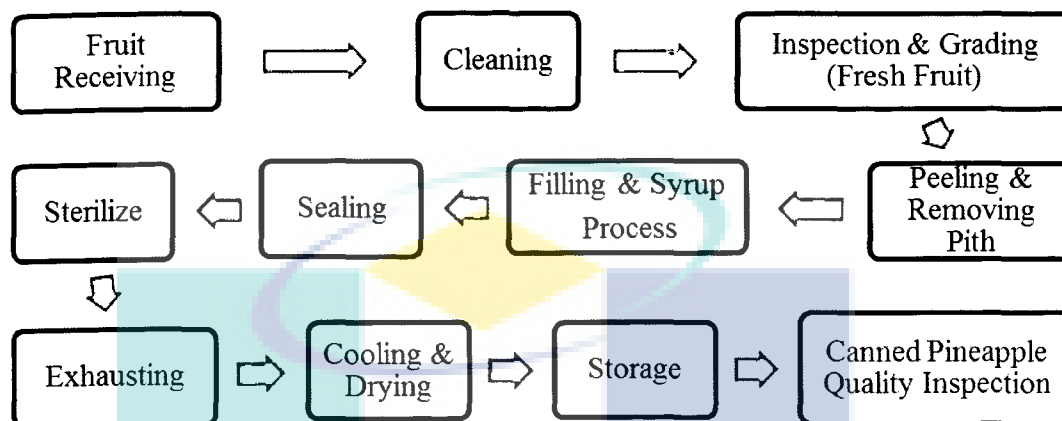 Fruit
Receiving
Cleaning
Inspection & Grading
(Fresh Fruit)
Peeling &
Removing
Pith
Filling & Syrup
Process
Sealing
Sterilize
Exhausting
Cooling &
Drying
Storage
Canned Pineapple
Quality Inspection